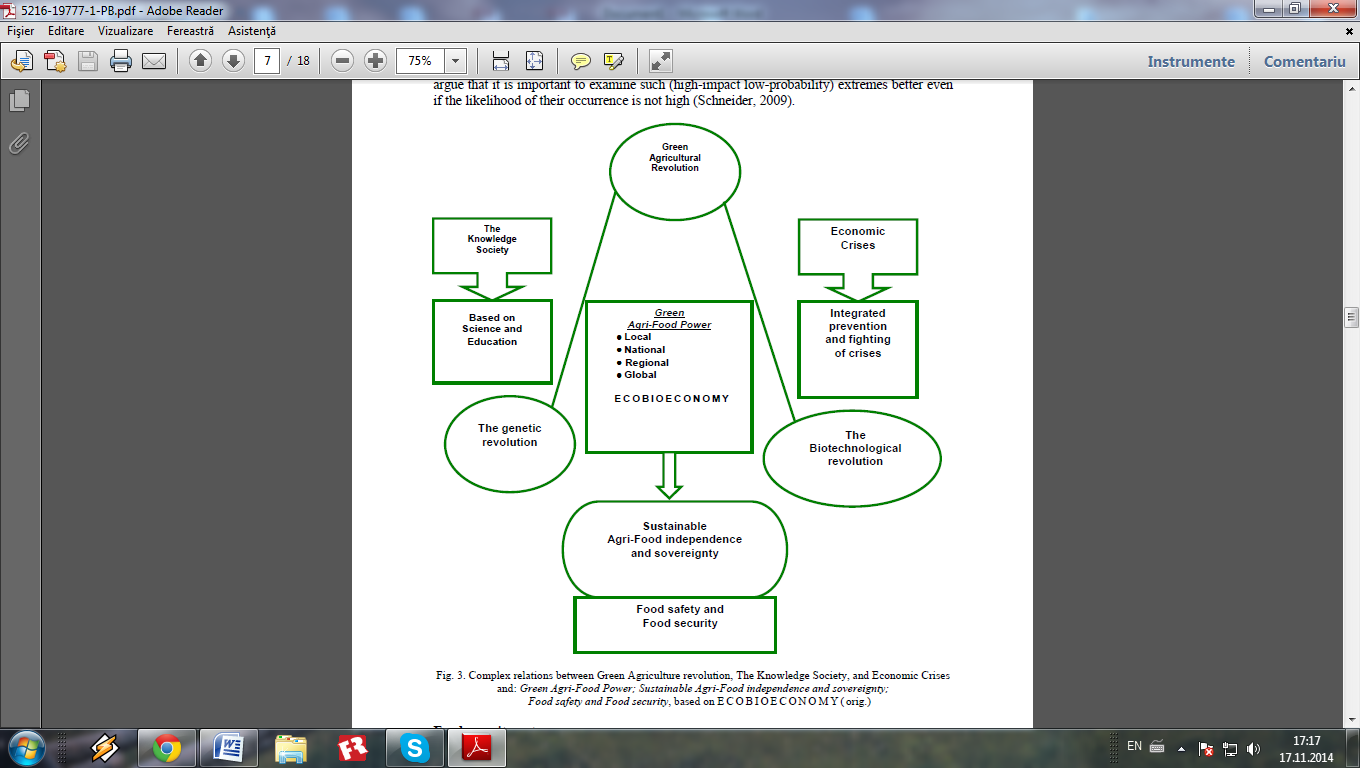 5216-19777-1-PB.pdf - Adobe Reader
Fişier Editare Vizualizare Fereastră Asistenţă
7 / 18 75% Instrumente Comentariu
argue that it is important to examine such (high-impact low-probability) extremes better even
if the likelihood of their occurrence is not high (Schneider, 2009).
Green
Agricultural
Revolution
The
Knowledge
Society
Economic
Crises
Based on
Science and
Education
Green
Agri-Food Power
● Local
● National
● Regional
● Global
E C O B I O E C O N O M Y
Integrated
prevention
and fighting
of crises
The genetic
revolution
The
Biotechnological
revolution
Sustainable
Agri-Food independence
and sovereignty
Food safety and
Food security
Fig. 3. Complex relations between Green Agriculture revolution, The Knowledge Society, and Economic Crises
and: Green Agri-Food Power; Sustainable Agri-Food independence and sovereignty;
Food safety and Food security, based on E C O B I O E C O N O M Y ( orig.)
EN
17:17
17.11.2014